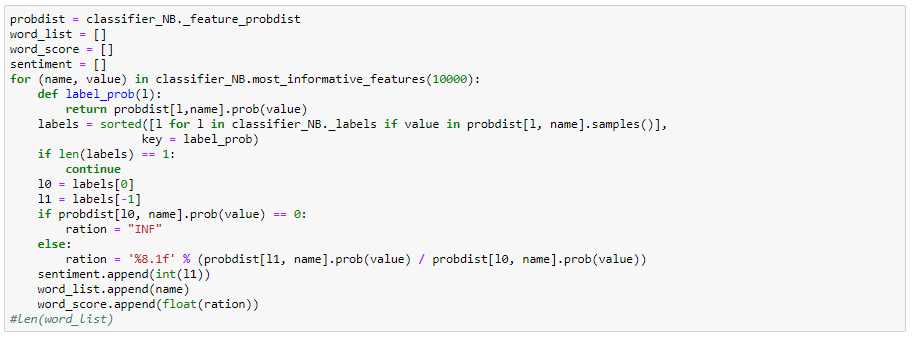 probdist = classifier_NB._feature_probdist
word_list = []
word_score = []
sentiment = []
for (name, value) in classifier_NB.most_informative_features(10000):
    def label_prob(l):
        return probdist[l,name].prob(value)
    labels = sorted([l for l in classifier_NB._labels if value in probdist[l, name].samples()],
                    key = label_prob)
    if len(labels) == 1:
        continue
    l0 = labels[0]
    l1 = labels[-1]
    if probdist[l0, name].prob(value) == 0:
        ration = "INF"
    else:
        ration = '%8.1f' % (probdist[l1, name].prob(value) / probdist[l0, name].prob(value))
    sentiment.append(int(l1))
    word_list.append(name)
    word_score.append(float(ration))
#len(word_list)